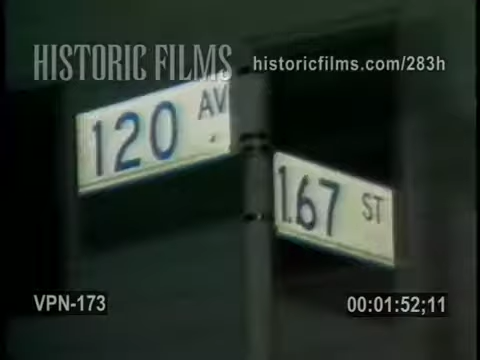 HISTORIC FILMS
historicfilms.com/283h
120 AV
167 ST
VPN-173
00:01:52;11